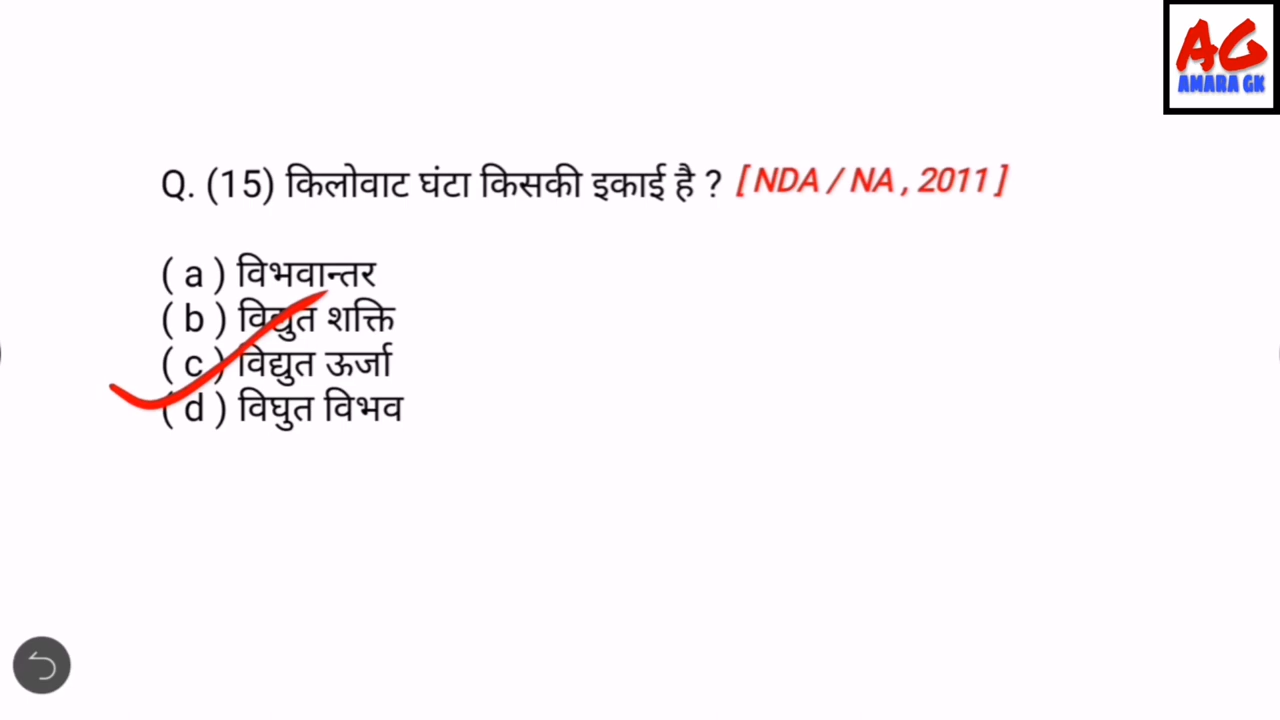 AG
AMARA GK
Q. (15) किलोवाट घंटा किसकी इकाई है ? [ NDA / NA , 2011 ]
( a ) विभवान्तर
( b ) विद्युत शक्ति
( c ) विद्युत ऊर्जा
( d ) विघुत विभव